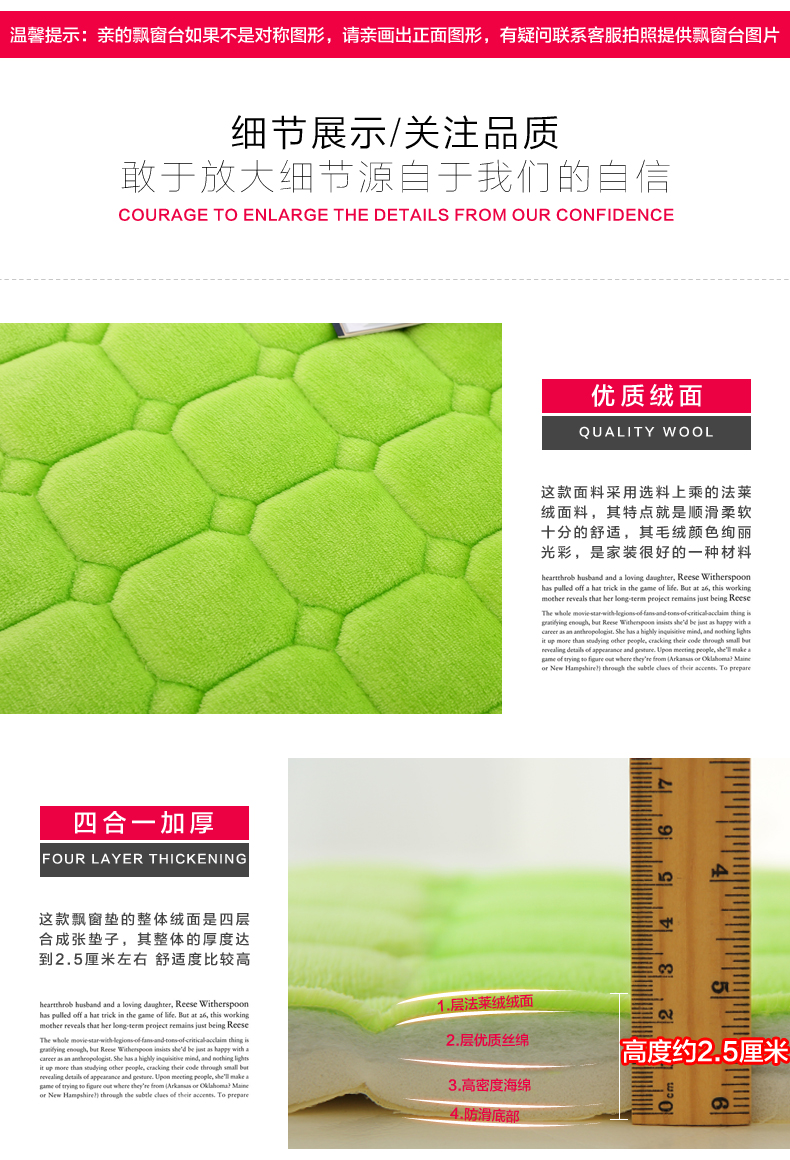 温馨提示：亲的飘窗台如果不是对称图形，请亲画出正面图形，有疑问联系客服拍照提供飘窗台图片
细节展示/关注品质
敢于放大细节源自于我们的自信
COURAGE TO ENLARGE THE DETAILS FROM OUR CONFIDENCE
优质绒面
QUALITY WOOL
这款面料采用选料上乘的法莱
绒面料，其特点就是顺滑柔软
十分的舒适，其毛绒颜色绚丽
光彩，是家装很好的一种材料
heartthrob husband and a loving daughter, Reese Witherspoon
has pulled off a hat trick in the game of life. But at 26, this working
mother reveals that her long-term project remains just being Reese
The whole movie-star-with-legions-of-fans-and-tons-of-critical-acclaim thing is
gratifying enough, but Reese Witherspoon insists she'd be just as happy with a
career as an anthropologist. She has a highly inquisitive mind, and nothing lights
it up more than studying other people, cracking their code through small but
revealing details of appearance and gesture. Upon meeting people, she'll make a
game of trying to figure out where they're from (Arkansas or Oklahoma? Maine
or New Hampshire?) through the subtle clues of their accents. To prepare
四合一加厚
FOUR LAYER THICKENING
这款飘窗垫的整体绒面是四层
合成张垫子，其整体的厚度达
到2.5厘米左右 舒适度比较高
heartthrob husband and a loving daughter, Reese Witherspoon
has pulled off a hat trick in the game of life. But at 26, this working
mother reveals that her long-term project remains just being Reese
The whole movie-star-with-legions-of-fans-and-tons-of-critical-acclaim thing is
gratifying enough, but Reese Witherspoon insists she'd be just as happy with a
career as an anthropologist. She has a highly inquisitive mind, and nothing lights
it up more than studying other people, cracking their code through small but
revealing details of appearance and gesture. Upon meeting people, she'll make a
game of trying to figure out where they're from (Arkansas or Oklahoma? Maine
or New Hampshire?) through the subtle clues of their accents. To prepare
1.层法莱绒绒面
2.层优质丝绵
3.高密度海绵
4.防滑底部
高度约2.5厘米
7
6
5
4
3
2
0cm
4
5
6